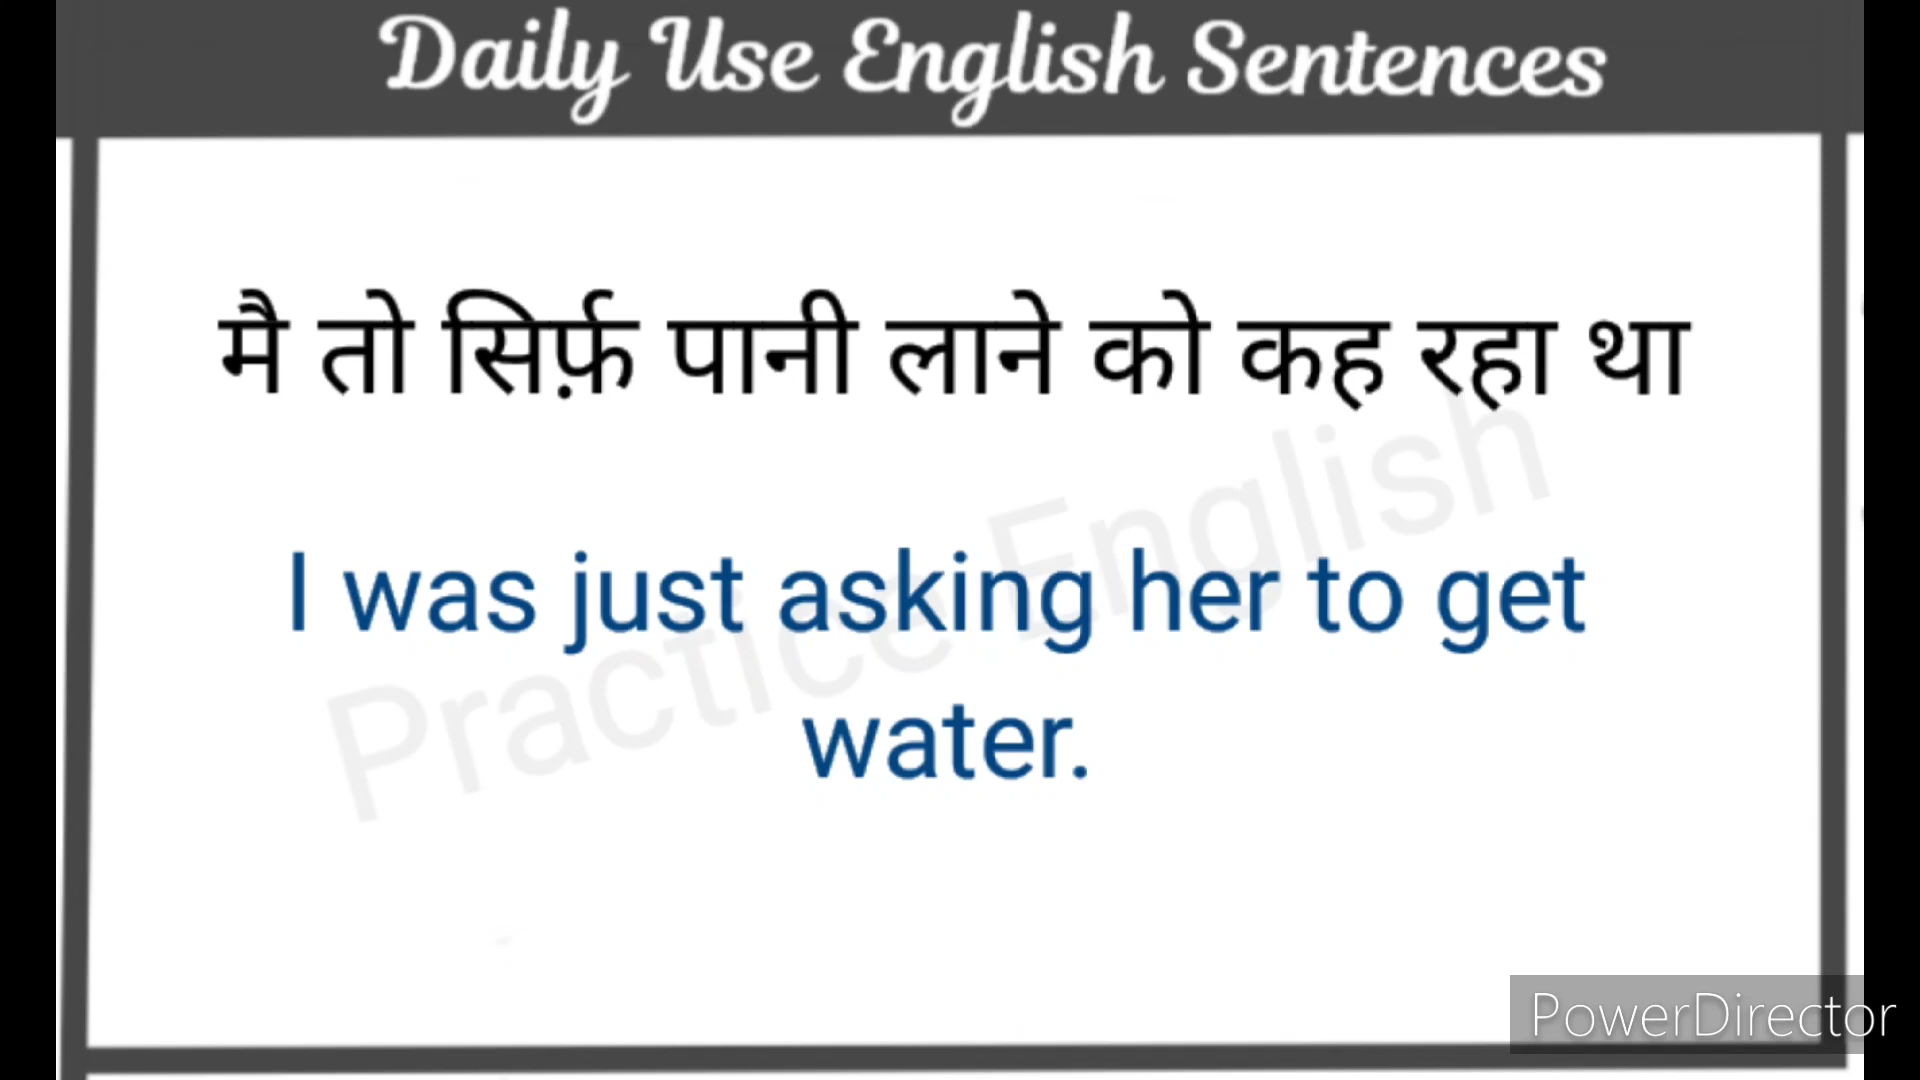 Daily Use English Sentences
मै तो सिर्फ़ पानी लाने को कह रहा था
I was just asking her to get
water.
Practice English
PowerDirector